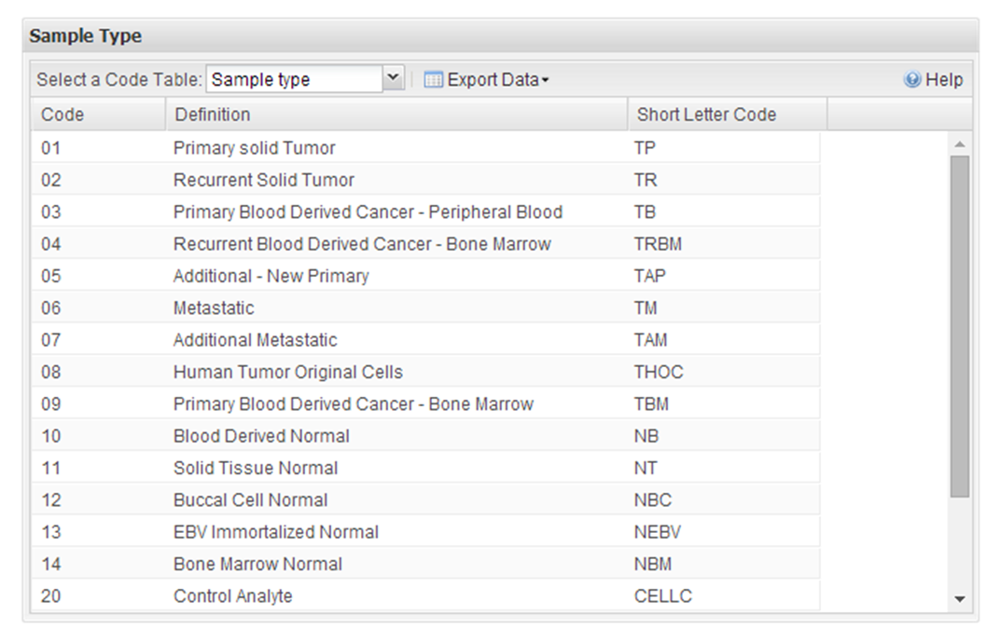 Sample Type
Select a Code Table: Sample type Export Data Help
Code Definition Short Letter Code
01 Primary solid Tumor TP
02 Recurrent Solid Tumor TR
03 Primary Blood Derived Cancer - Peripheral Blood TB
04 Recurrent Blood Derived Cancer - Bone Marrow TRBM
05 Additional - New Primary TAP
06 Metastatic TM
07 Additional Metastatic TAM
08 Human Tumor Original Cells THOC
09 Primary Blood Derived Cancer - Bone Marrow TBM
10 Blood Derived Normal NB
11 Solid Tissue Normal NT
12 Buccal Cell Normal NBC
13 EBV Immortalized Normal NEBV
14 Bone Marrow Normal NBM
20 Control Analyte CELLC